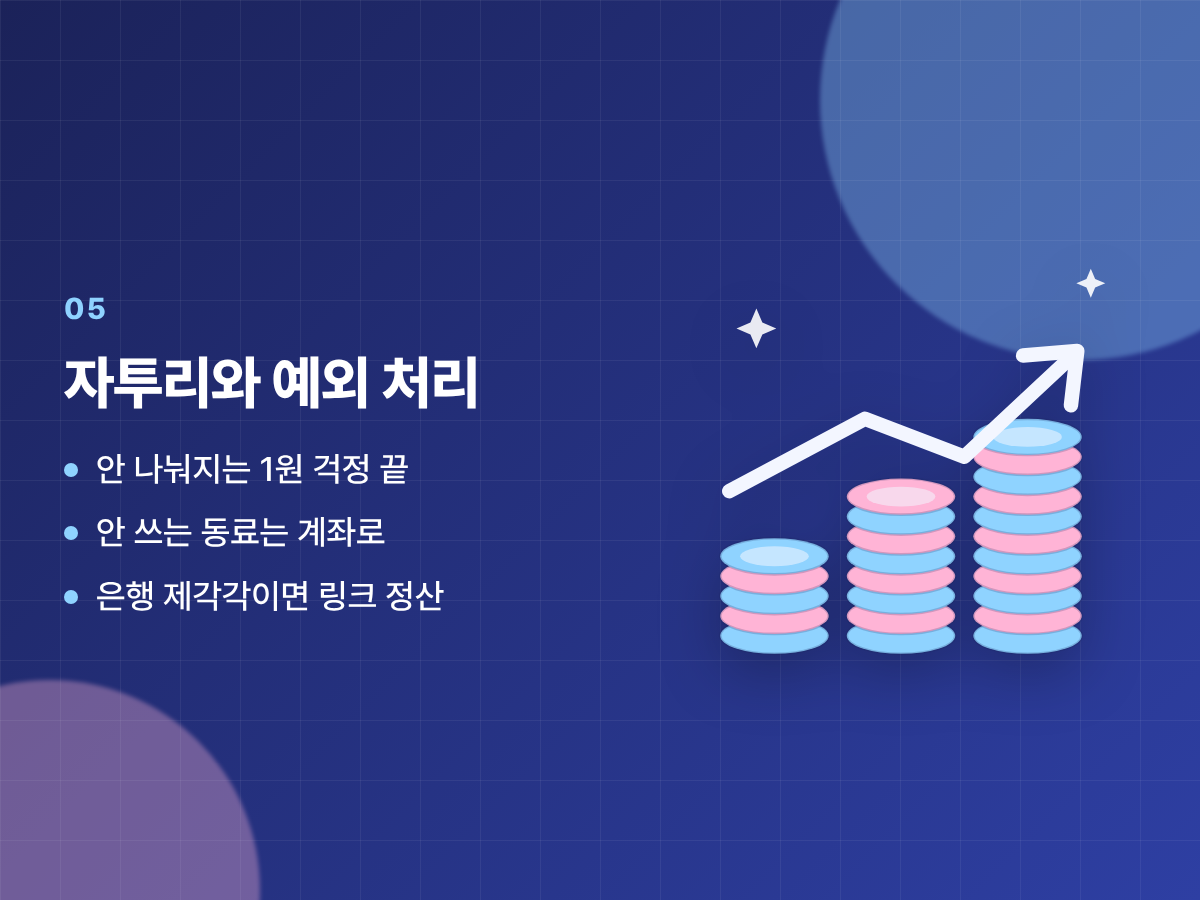 05
자투리와 예외 처리
안 나눠지는 1원 걱정 끝
안 쓰는 동료는 계좌로
은행 제각각이면 링크 정산